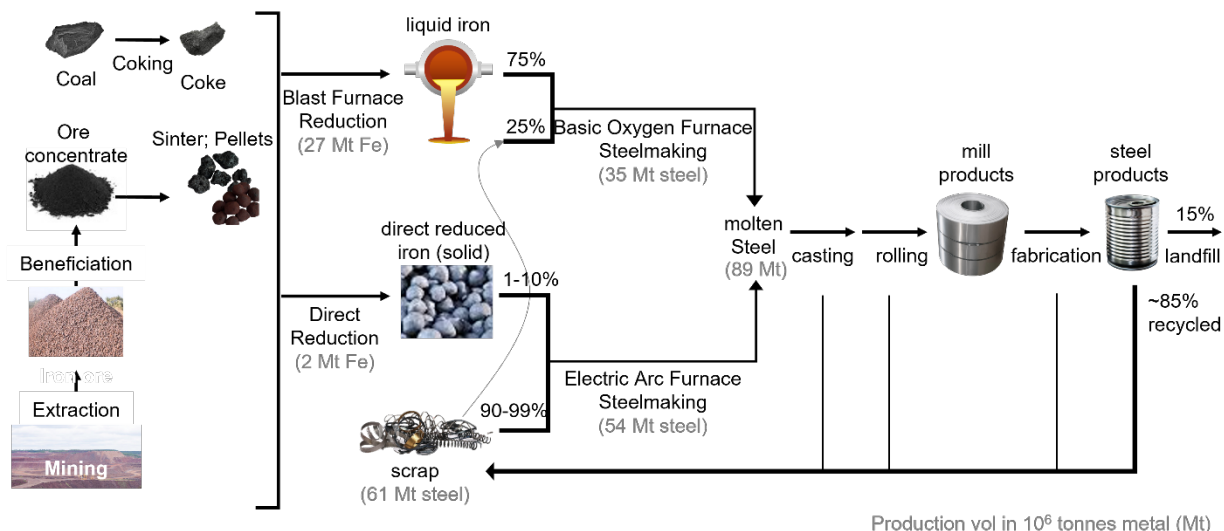 Coal
Coking
Coke
Ore
concentrate
Sinter; Pellets
Beneficiation
iron ore
Extraction
Mining
Blast Furnace
Reduction
(27 Mt Fe)
liquid iron
75%
25%
Basic Oxygen Furnace
Steelmaking
(35 Mt steel)
Direct
Reduction
(2 Mt Fe)
direct reduced
iron (solid)
1-10%
90-99%
scrap
(61 Mt steel)
Electric Arc Furnace
Steelmaking
(54 Mt steel)
molten
Steel
(89 Mt)
casting
rolling
mill
products
fabrication
steel
products
15%
landfill
~85%
recycled
Production vol in 10⁶ tonnes metal (Mt)